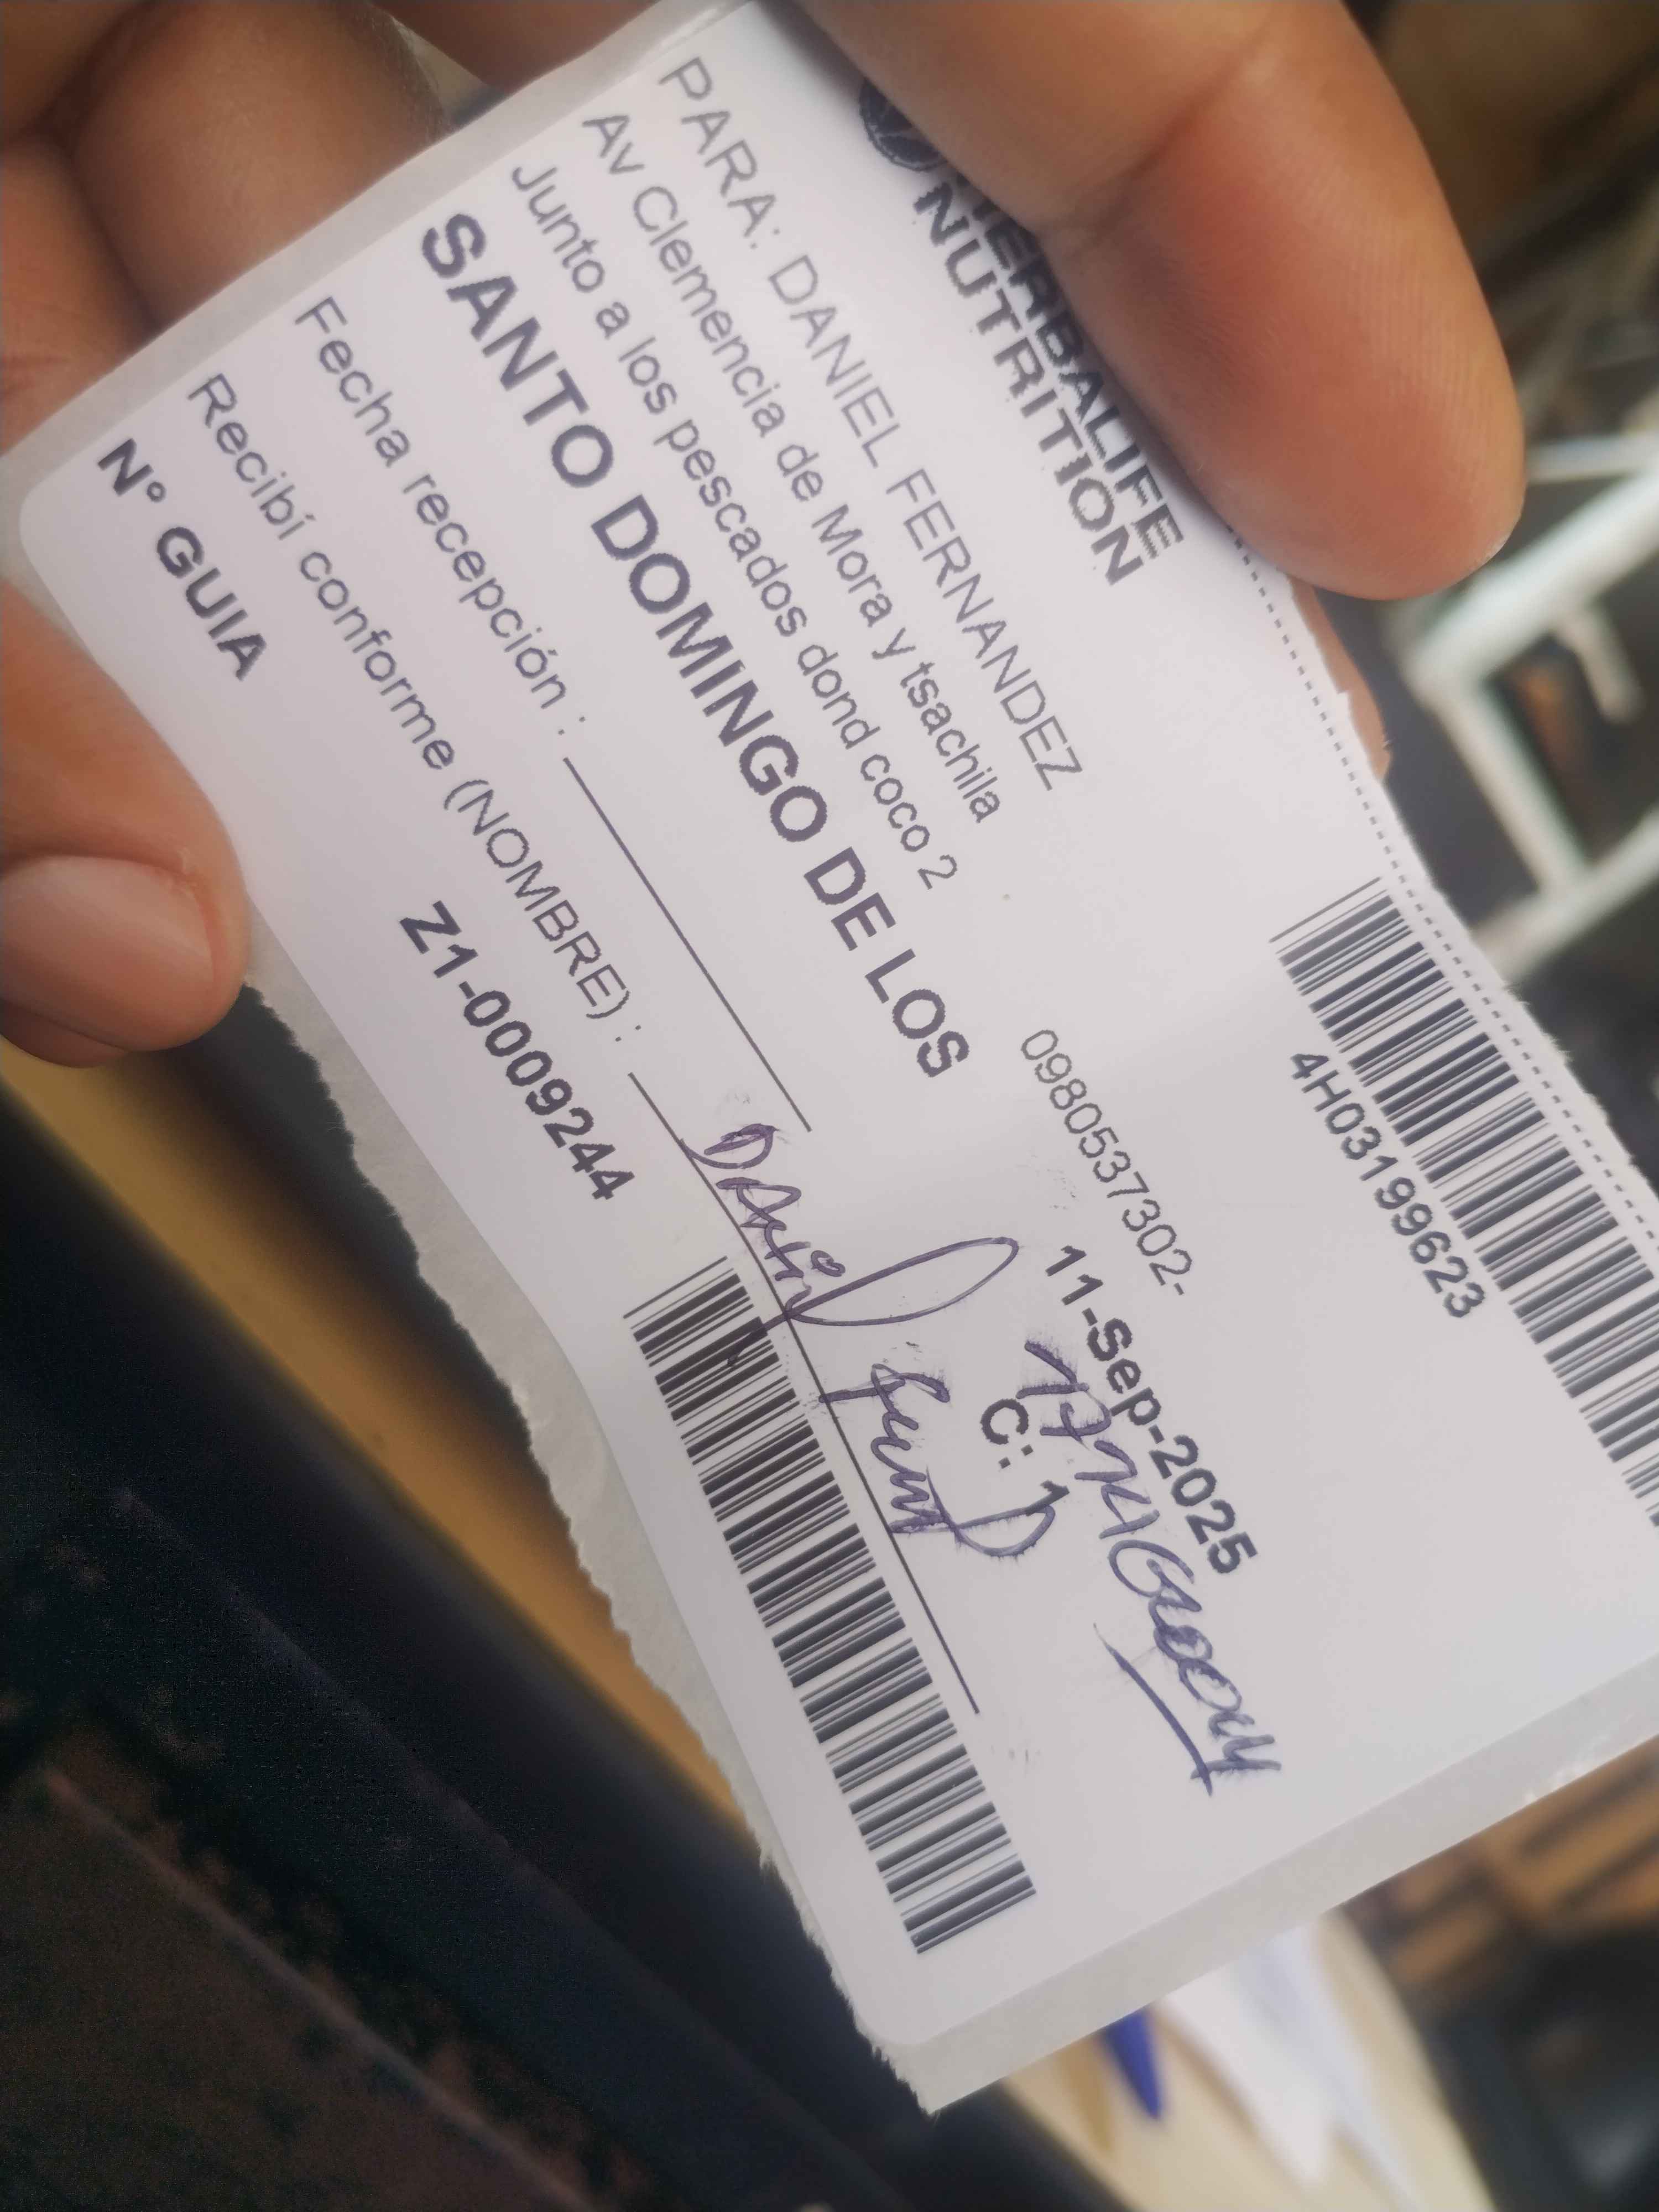 HERBALIFE
NUTRITION
4H03199623
PARA: DANIEL FERNANDEZ
Av Clemencia de Mora y tsachila
Junto a los pescados dond coco 2
0980537302-
SANTO DOMINGO DE LOS
11-Sep-2025
C: 1
Fecha recepción :
Recibí conforme (NOMBRE) :
N° GUIA
Z1-0009244